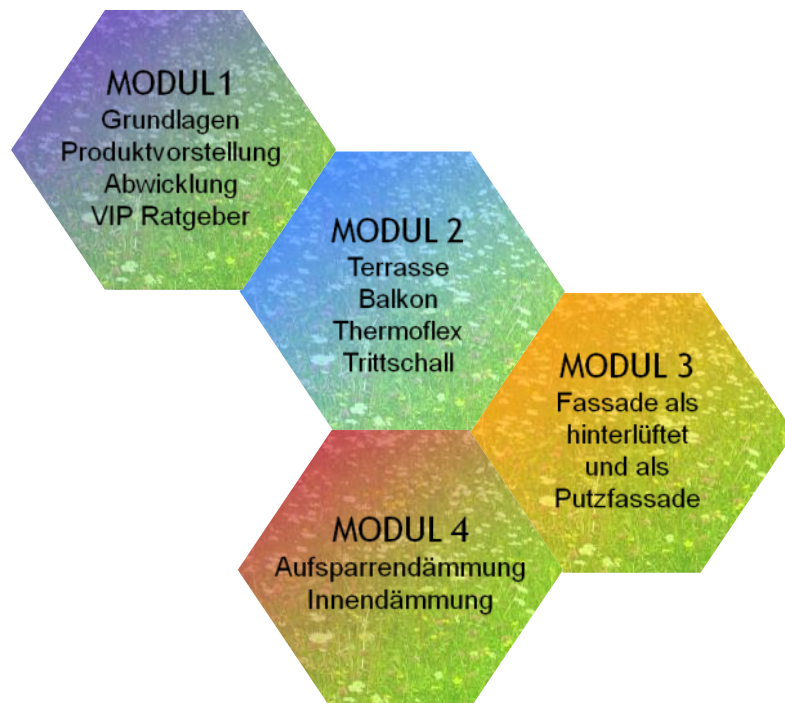 MODUL1
Grundlagen
Produktvorstellung
Abwicklung
VIP Ratgeber
MODUL 2
Terrasse
Balkon
Thermoflex
Trittschall
MODUL 3
Fassade als
hinterlüftet
und als
Putzfassade
MODUL 4
Aufsparrendämmung
Innendämmung